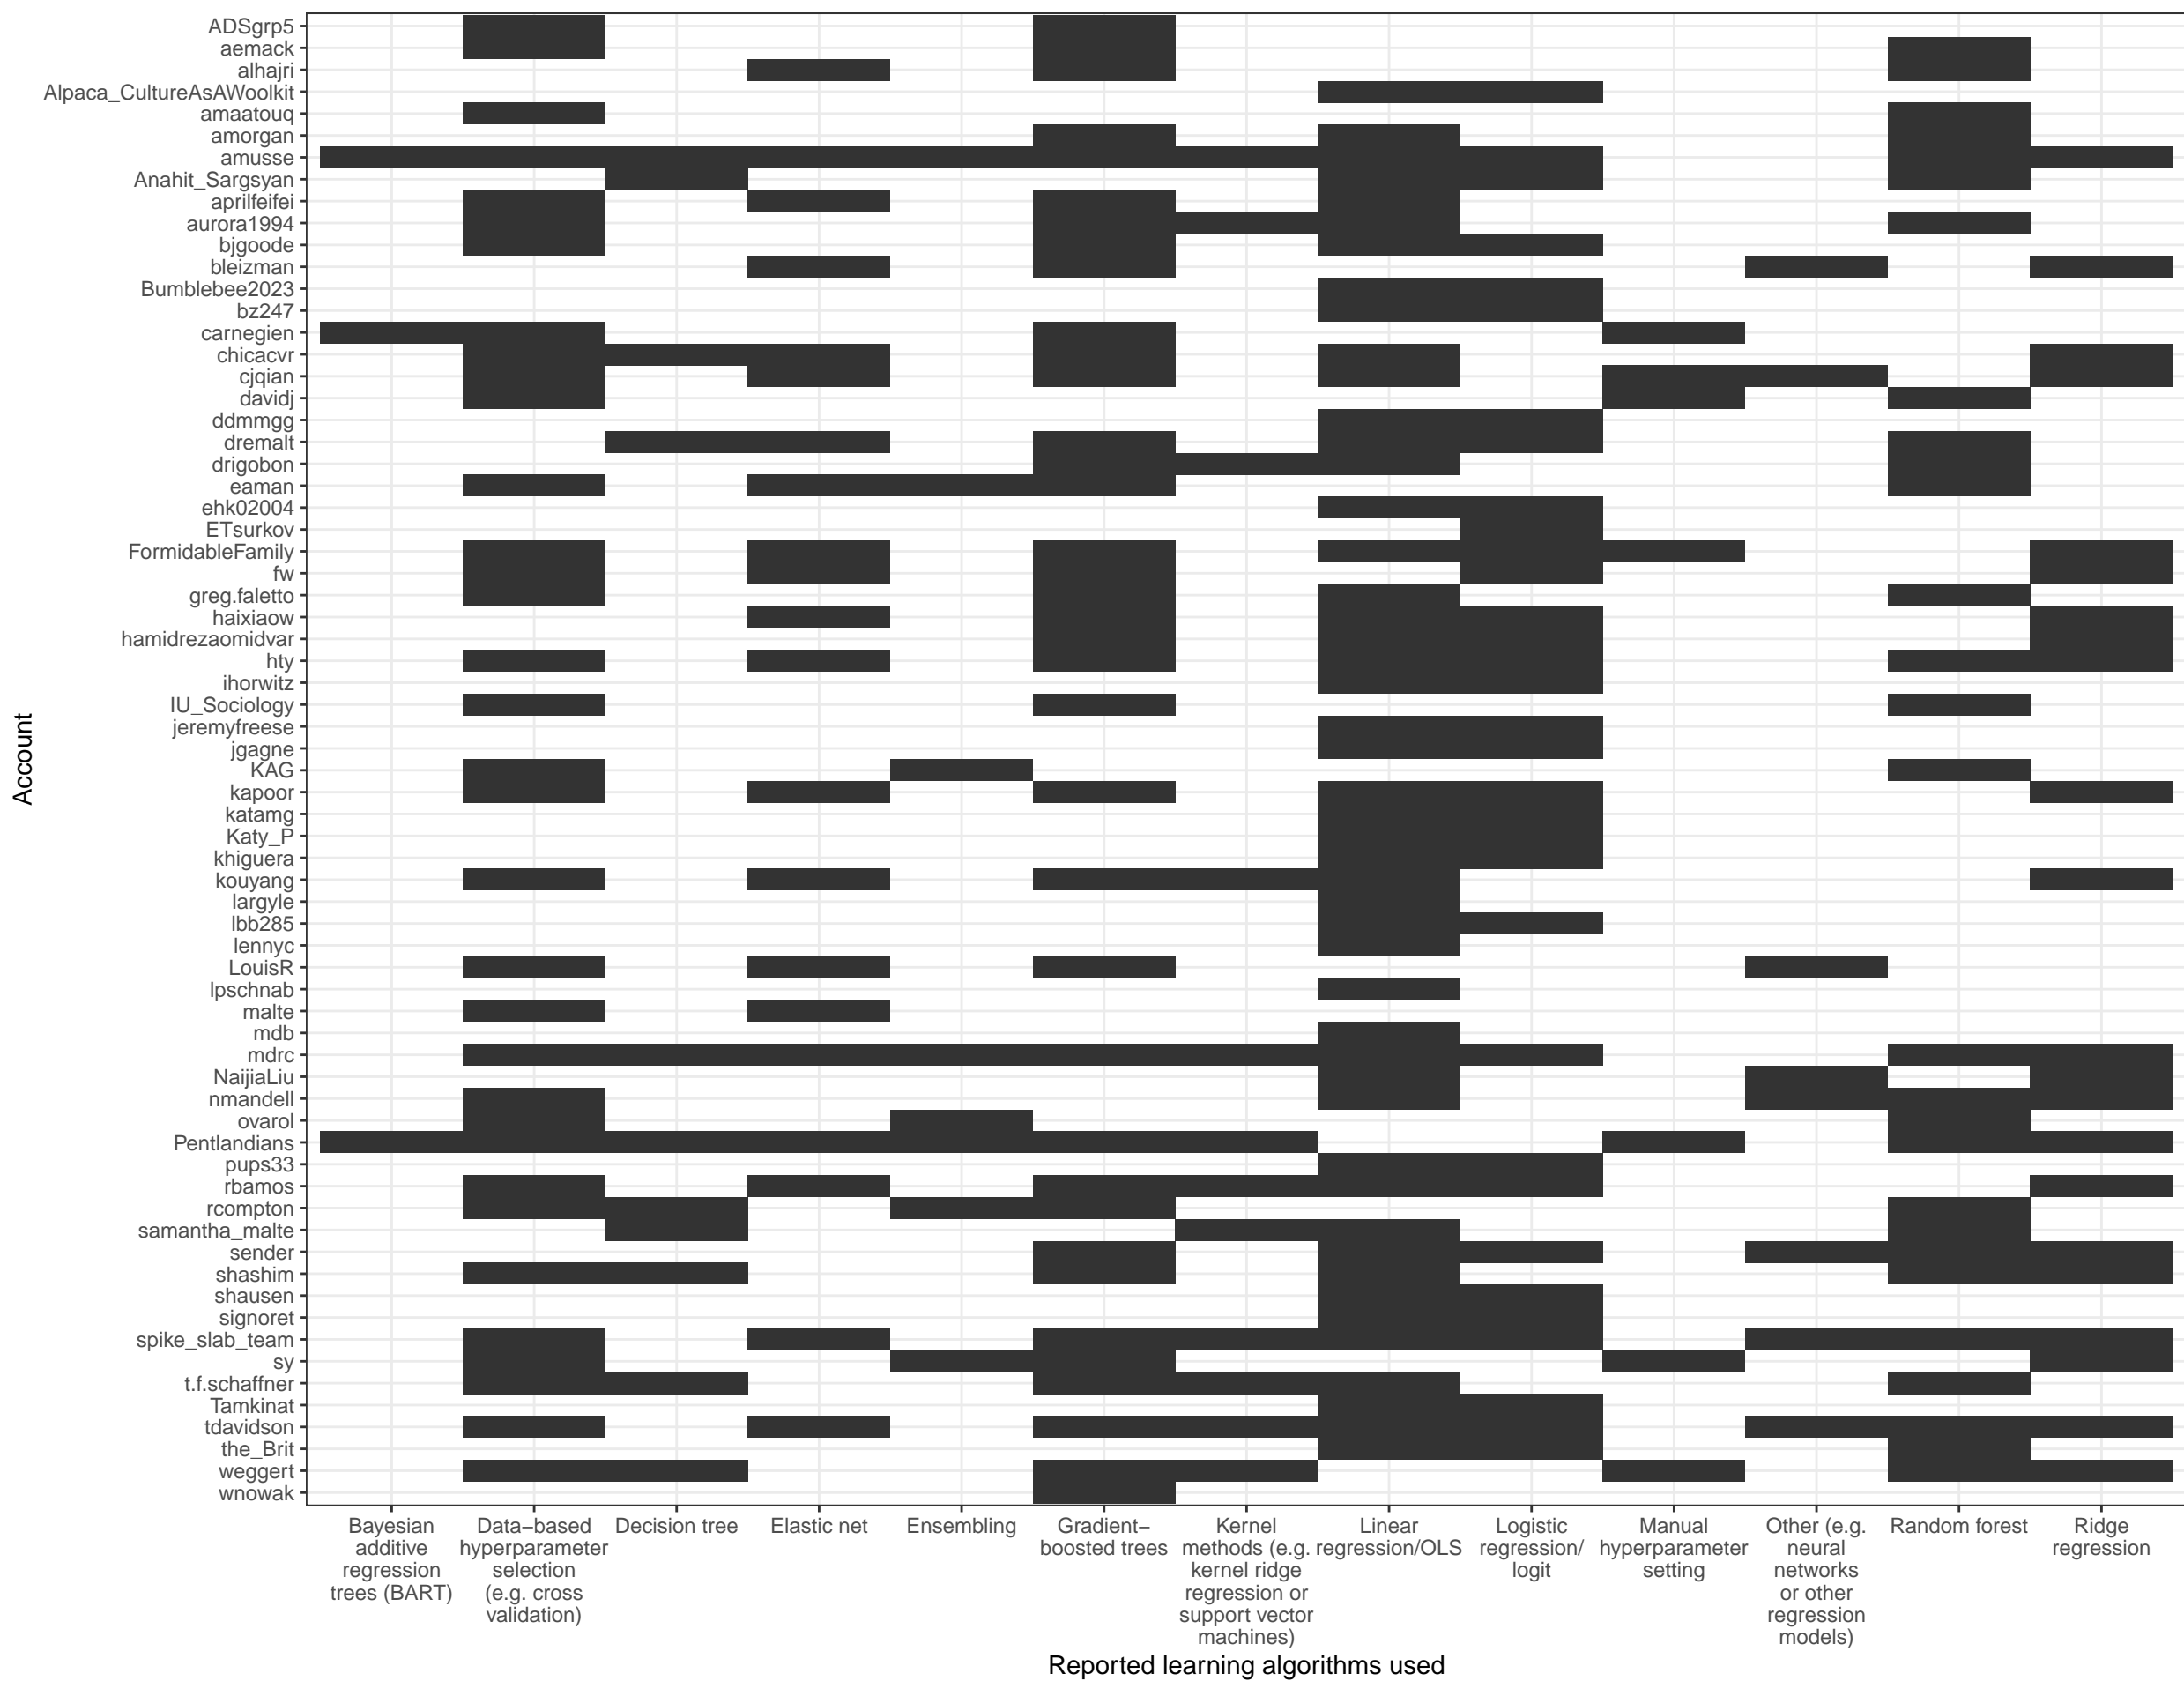 ADSgrp5
aemack
alhajri
Alpaca_CultureAsAWoolkit
amaatouq
amorgan
amusse
Anahit_Sargsyan
aprilfeifei
aurora1994
bjgoode
bleizman
Bumblebee2023
bz247
carnegien
chicacvr
cjqian
davidj
ddmmgg
dremalt
drigobon
eaman
ehk02004
ETsurkov
FormidableFamily
fw
greg.faletto
haixiaow
hamidrezaomidvar
hty
ihorwitz
IU_Sociology
jeremyfreese
jgagne
KAG
kapoor
katamg
Katy_P
khiguera
kouyang
largyle
lbb285
lennyc
LouisR
lpschnab
malte
mdb
mdrc
NaijiaLiu
nmandell
ovarol
Pentlandians
pups33
rbamos
rcompton
samantha_malte
sender
shashim
shausen
signoret
spike_slab_team
sy
t.f.schaffner
Tamkinat
tdavidson
the_Brit
weggert
wnowak
Account
Bayesian
additive
regression
trees (BART)
Data−based
hyperparameter
selection
(e.g. cross
validation)
Decision tree
Elastic net
Ensembling
Gradient−
boosted trees
Kernel
methods (e.g.
kernel ridge
regression or
support vector
machines)
Linear
regression/OLS
Logistic
regression/
logit
Manual
hyperparameter
setting
Other (e.g.
neural
networks
or other
regression
models)
Random forest
Ridge
regression
Reported learning algorithms used